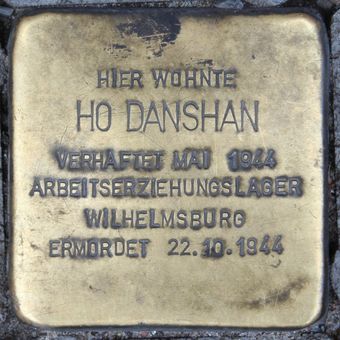 HIER WOHNTE
HO DANSHAN
VERHAFTET MAI 1944
ARBEITSERZIEHUNGSLAGER
WILHELMSBURG
ERMORDET 22.10.1944